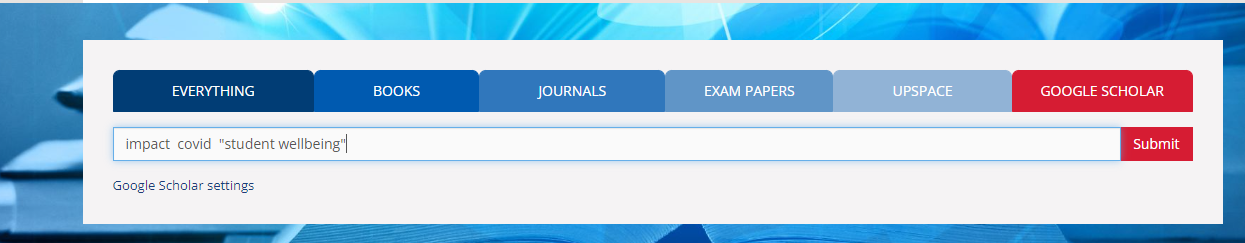 EVERYTHING BOOKS JOURNALS EXAM PAPERS UPSPACE GOOGLE SCHOLAR
impact covid "student wellbeing" Submit
Google Scholar settings